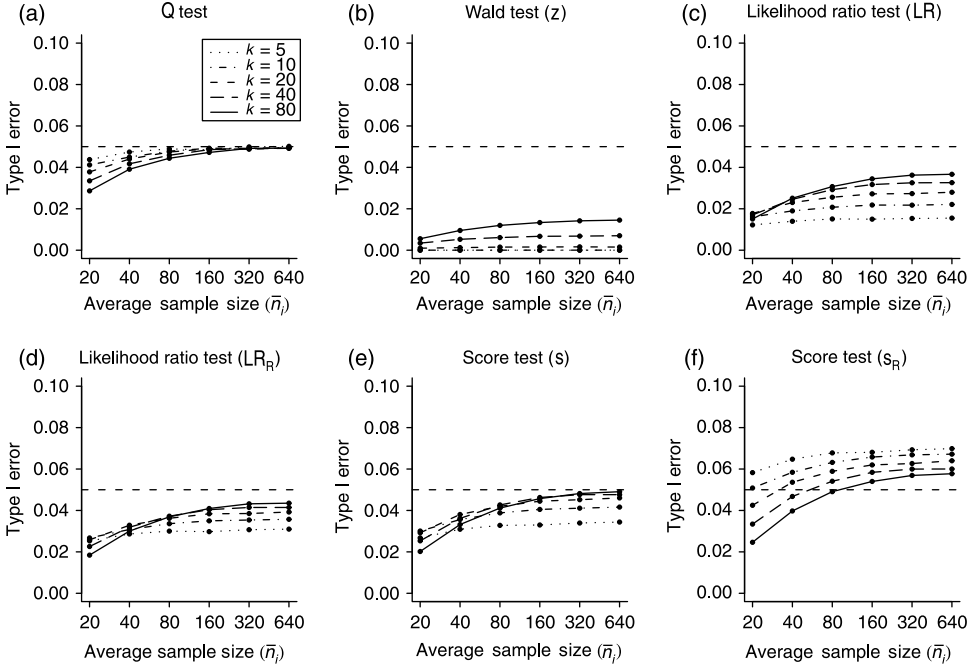 (a) Q test
Type I error
0.10
0.08
0.06
0.04
0.02
0.00
k = 5
k = 10
k = 20
k = 40
k = 80
20 40 80 160 320 640
Average sample size (n̄ᵢ)
(b) Wald test (z)
Type I error
0.10
0.08
0.06
0.04
0.02
0.00
20 40 80 160 320 640
Average sample size (n̄ᵢ)
(c) Likelihood ratio test (LR)
Type I error
0.10
0.08
0.06
0.04
0.02
0.00
20 40 80 160 320 640
Average sample size (n̄ᵢ)
(d) Likelihood ratio test (LR_R)
Type I error
0.10
0.08
0.06
0.04
0.02
0.00
20 40 80 160 320 640
Average sample size (n̄ᵢ)
(e) Score test (s)
Type I error
0.10
0.08
0.06
0.04
0.02
0.00
20 40 80 160 320 640
Average sample size (n̄ᵢ)
(f) Score test (s_R)
Type I error
0.10
0.08
0.06
0.04
0.02
0.00
20 40 80 160 320 640
Average sample size (n̄ᵢ)